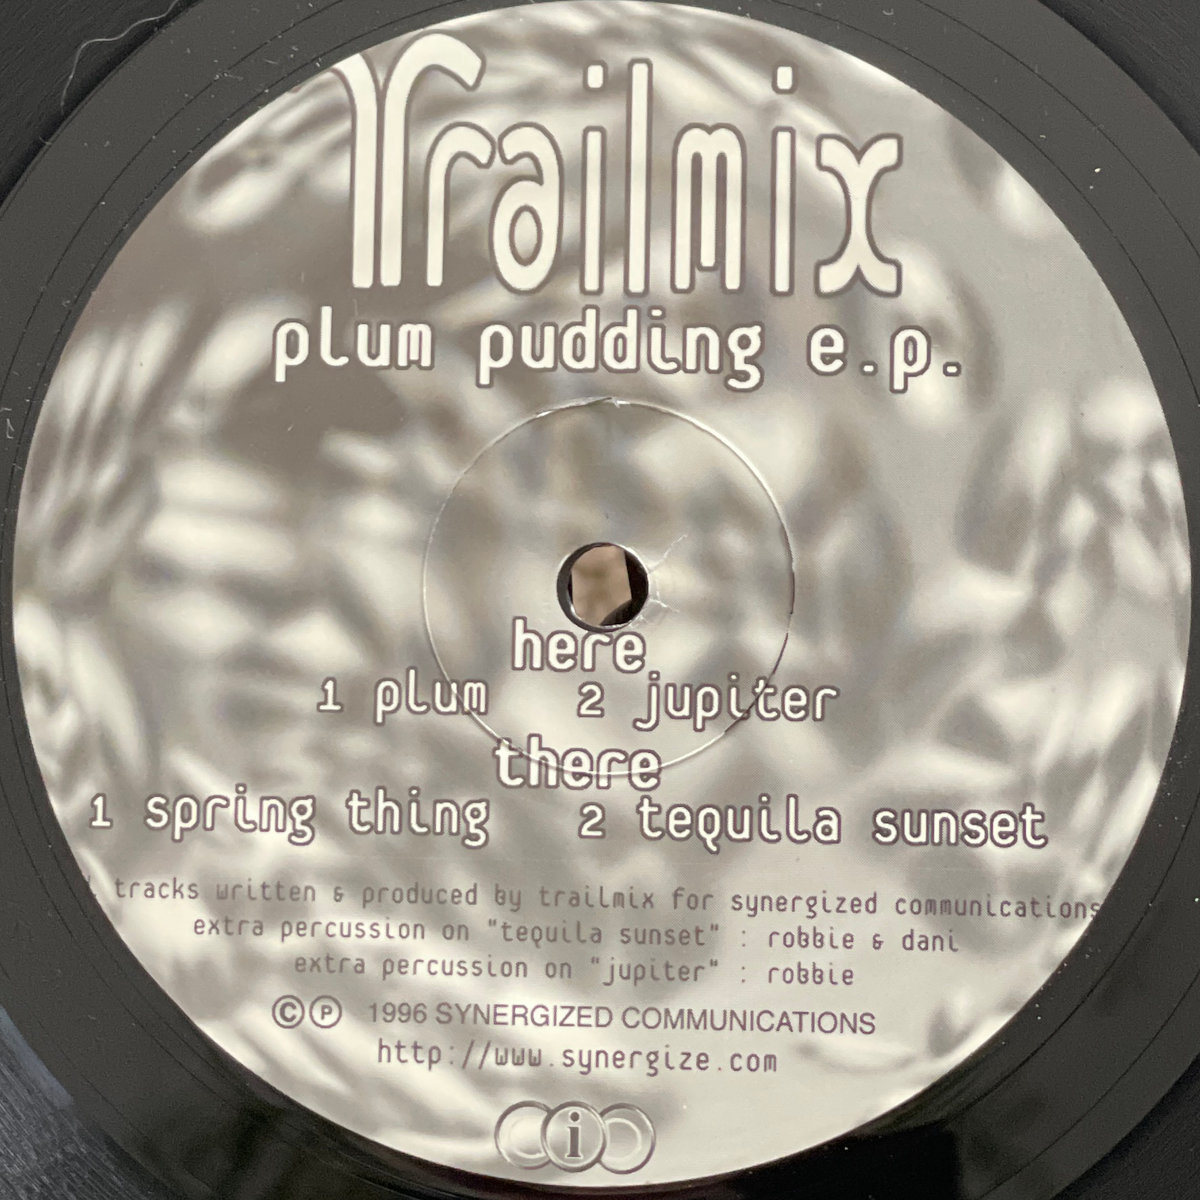 Trailmix
plum pudding e.p.
here
1 plum 2 jupiter
there
1 spring thing 2 tequila sunset
tracks written & produced by trailmix for synergized communications
extra percussion on "tequila sunset" : robbie & dani
extra percussion on "jupiter" : robbie
©℗ 1996 SYNERGIZED COMMUNICATIONS
http://www.synergize.com
i